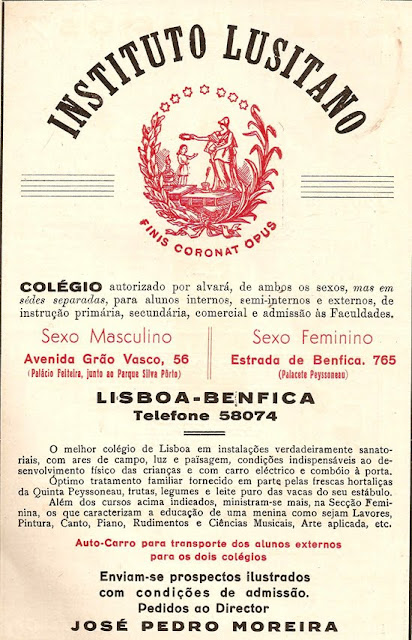 INSTITUTO LUSITANO
FINIS CORONAT OPUS
COLÉGIO autorizado por alvará, de ambos os sexos, mas em
sédes separadas, para alunos internos, semi-internos e externos, de
instrução primária, secundária, comercial e admissão às Faculdades.
Sexo Masculino
Avenida Grão Vasco, 56
(Palácio Feiteira, junto ao Parque Silva Pôrto)
Sexo Feminino
Estrada de Benfica. 765
(Palacete Peyssoneau)
LISBOA-BENFICA
Telefone 58074
O melhor colégio de Lisboa em instalações verdadeiramente sanato-
riais, com ares de campo, luz e païsagem, condições indispensáveis ao de-
senvolvimento físico das crianças e com carro eléctrico e combóio à porta.
Óptimo tratamento familiar fornecido em parte pelas frescas hortaliças
da Quinta Peyssoneau, frutas, legumes e leite puro das vacas do seu estábulo.
Além dos cursos acima indicados, ministram-se mais, na Secção Femi-
nina, os que caracterizam a educação de uma menina como sejam Lavores,
Pintura, Canto, Piano, Rudimentos e Ciências Musicais, Arte aplicada, etc.
Auto-Carro para transporte dos alunos externos
para os dois colégios
Enviam-se prospectos ilustrados
com condições de admissão.
Pedidos ao Director
JOSÉ PEDRO MOREIRA